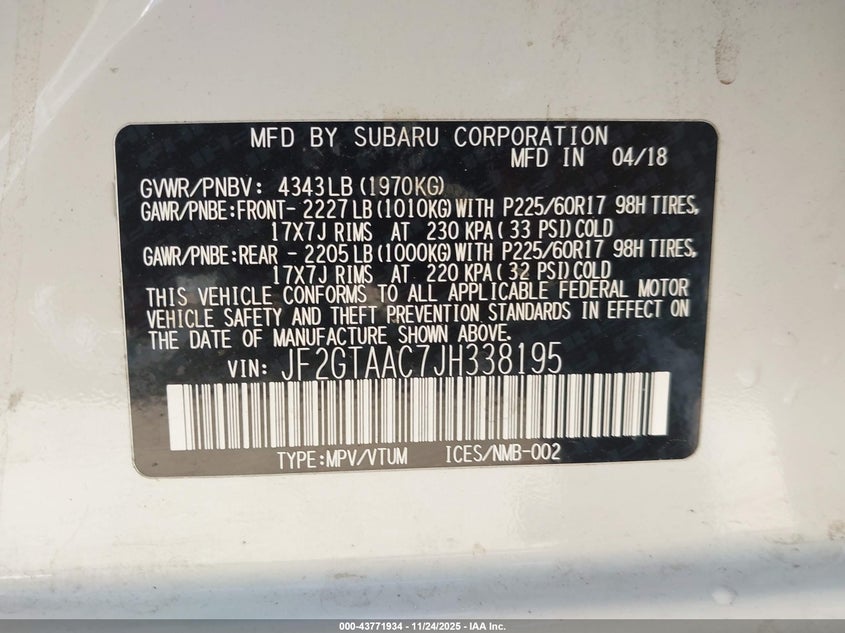 MFD BY SUBARU CORPORATION
MFD IN 04/18
GVWR/PNBV: 4343LB(1970KG)
GAWR/PNBE:FRONT- 2227LB(1010KG)WITH P225/60R17 98H TIRES,
17X7J RIMS AT 230 KPA(33 PSI)COLD
GAWR/PNBE:REAR - 2205LB(1000KG)WITH P225/60R17 98H TIRES,
17X7J RIMS AT 220 KPA(32 PSI)COLD
THIS VEHICLE CONFORMS TO ALL APPLICABLE FEDERAL MOTOR
VEHICLE SAFETY AND THEFT PREVENTION STANDARDS IN EFFECT ON
THE DATE OF MANUFACTURE SHOWN ABOVE.
VIN: JF2GTAAC7JH338195
TYPE:MPV/VTUM ICES/NMB-002
000-43771934 - 11/24/2025 - IAA Inc.